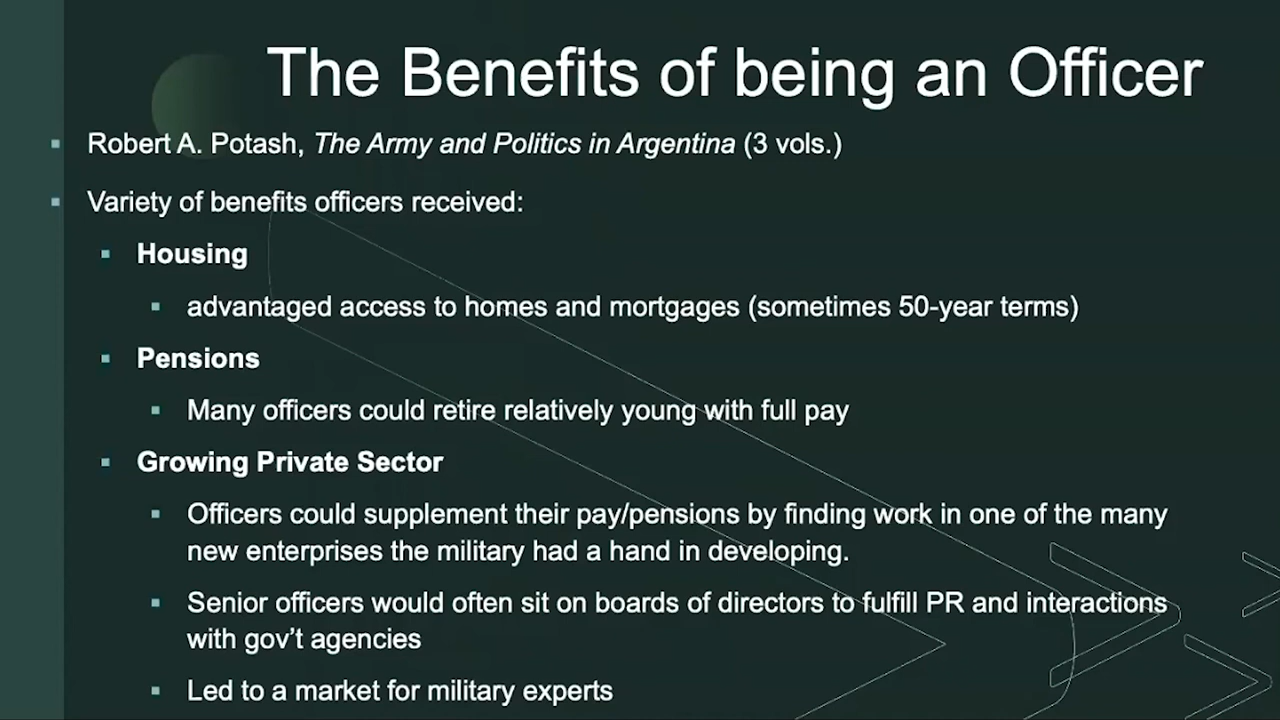 The Benefits of being an Officer
Robert A. Potash, The Army and Politics in Argentina (3 vols.)
Variety of benefits officers received:
Housing
advantaged access to homes and mortgages (sometimes 50-year terms)
Pensions
Many officers could retire relatively young with full pay
Growing Private Sector
Officers could supplement their pay/pensions by finding work in one of the many
new enterprises the military had a hand in developing.
Senior officers would often sit on boards of directors to fulfill PR and interactions
with gov’t agencies
Led to a market for military experts